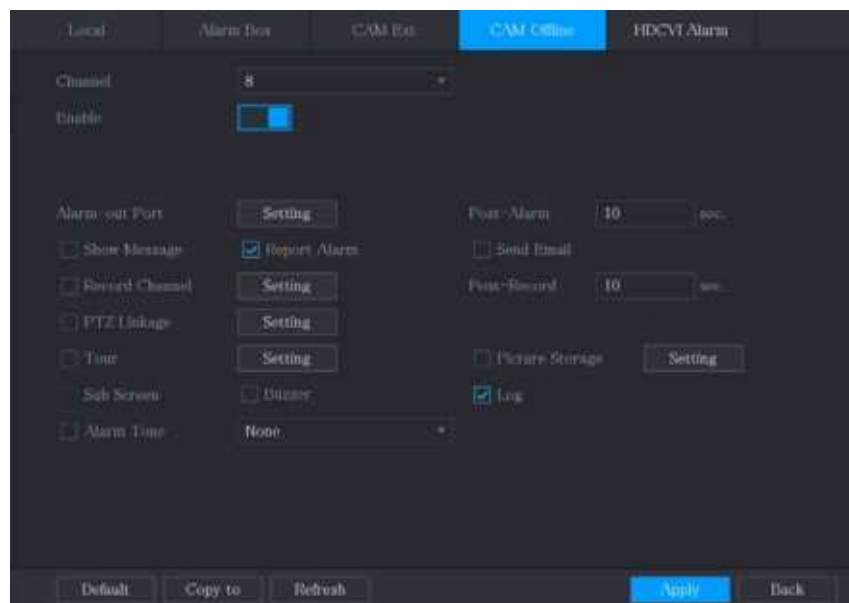 Local Alarm Box CAM Ext CAM Offline HDCVI Alarm
Channel 8
Enable
Alarm-out Port Setting Post-Alarm 10 sec.
Show Message Report Alarm Send Email
Record Channel Setting Post-Record 10 sec.
PTZ Linkage Setting
Tour Setting Picture Storage Setting
Sub Screen Buzzer Log
Alarm Tone None
Default Copy to Refresh Apply Back